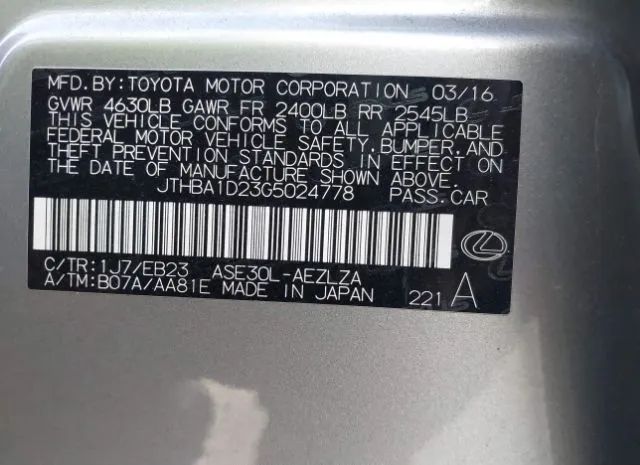 MFD. BY: TOYOTA MOTOR CORPORATION 03/16
GVWR 4630LB GAWR FR 2400LB RR 2545LB
THIS VEHICLE CONFORMS TO ALL APPLICABLE
FEDERAL MOTOR VEHICLE SAFETY, BUMPER, AND
THEFT PREVENTION STANDARDS IN EFFECT ON
THE DATE OF MANUFACTURE SHOWN ABOVE.
JTHBA1D23G5024778 PASS. CAR
C/TR: 1J7/EB23 ASE30L-AEZLZA
A/TM: B07A/AA81E MADE IN JAPAN 221 A